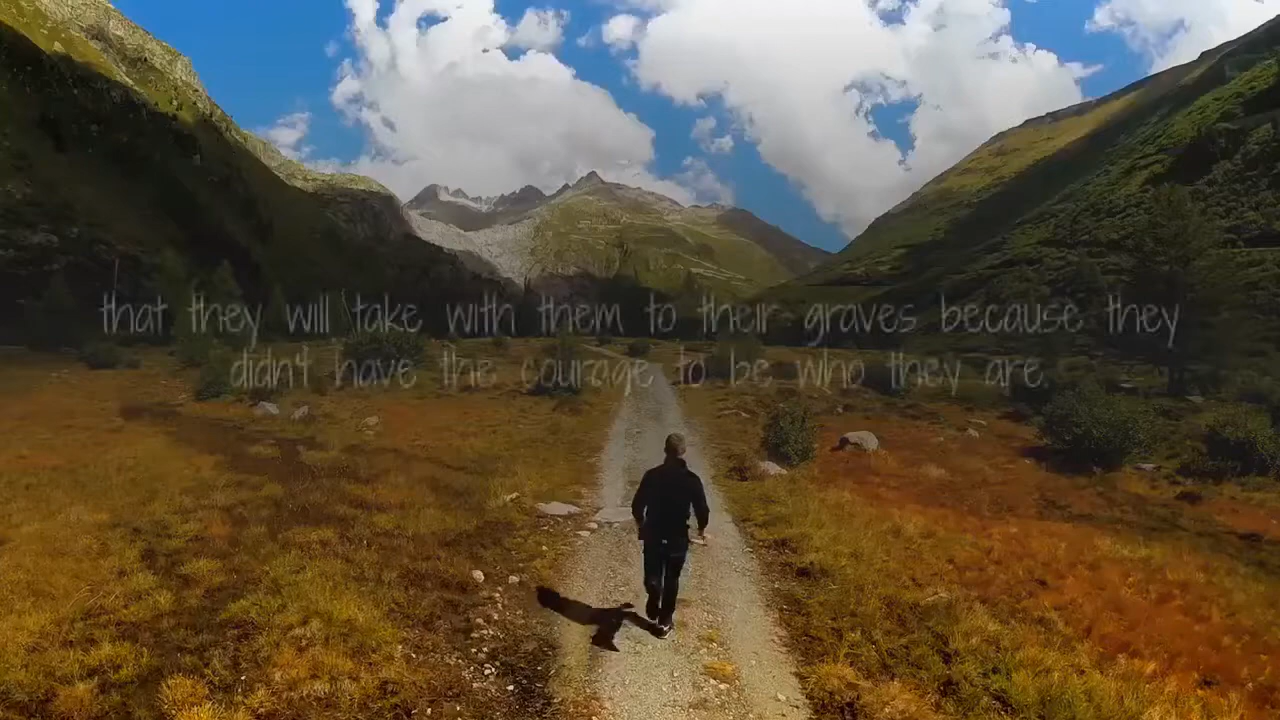 that they will take with them to their graves because they
didn't have the courage to be who they are